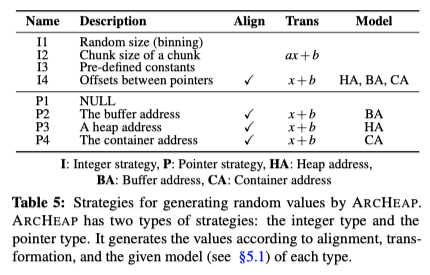 Name Description Align Trans Model
I1 Random size (binning)
I2 Chunk size of a chunk ax + b
I3 Pre-defined constants
I4 Offsets between pointers ✓ x + b HA, BA, CA
P1 NULL
P2 The buffer address ✓ x + b BA
P3 A heap address ✓ x + b HA
P4 The container address ✓ x + b CA
I: Integer strategy, P: Pointer strategy, HA: Heap address,
BA: Buffer address, CA: Container address
Table 5: Strategies for generating random values by ARCHEAP.
ARCHEAP has two types of strategies: the integer type and the
pointer type. It generates the values according to alignment, trans-
formation, and the given model (see §5.1) of each type.